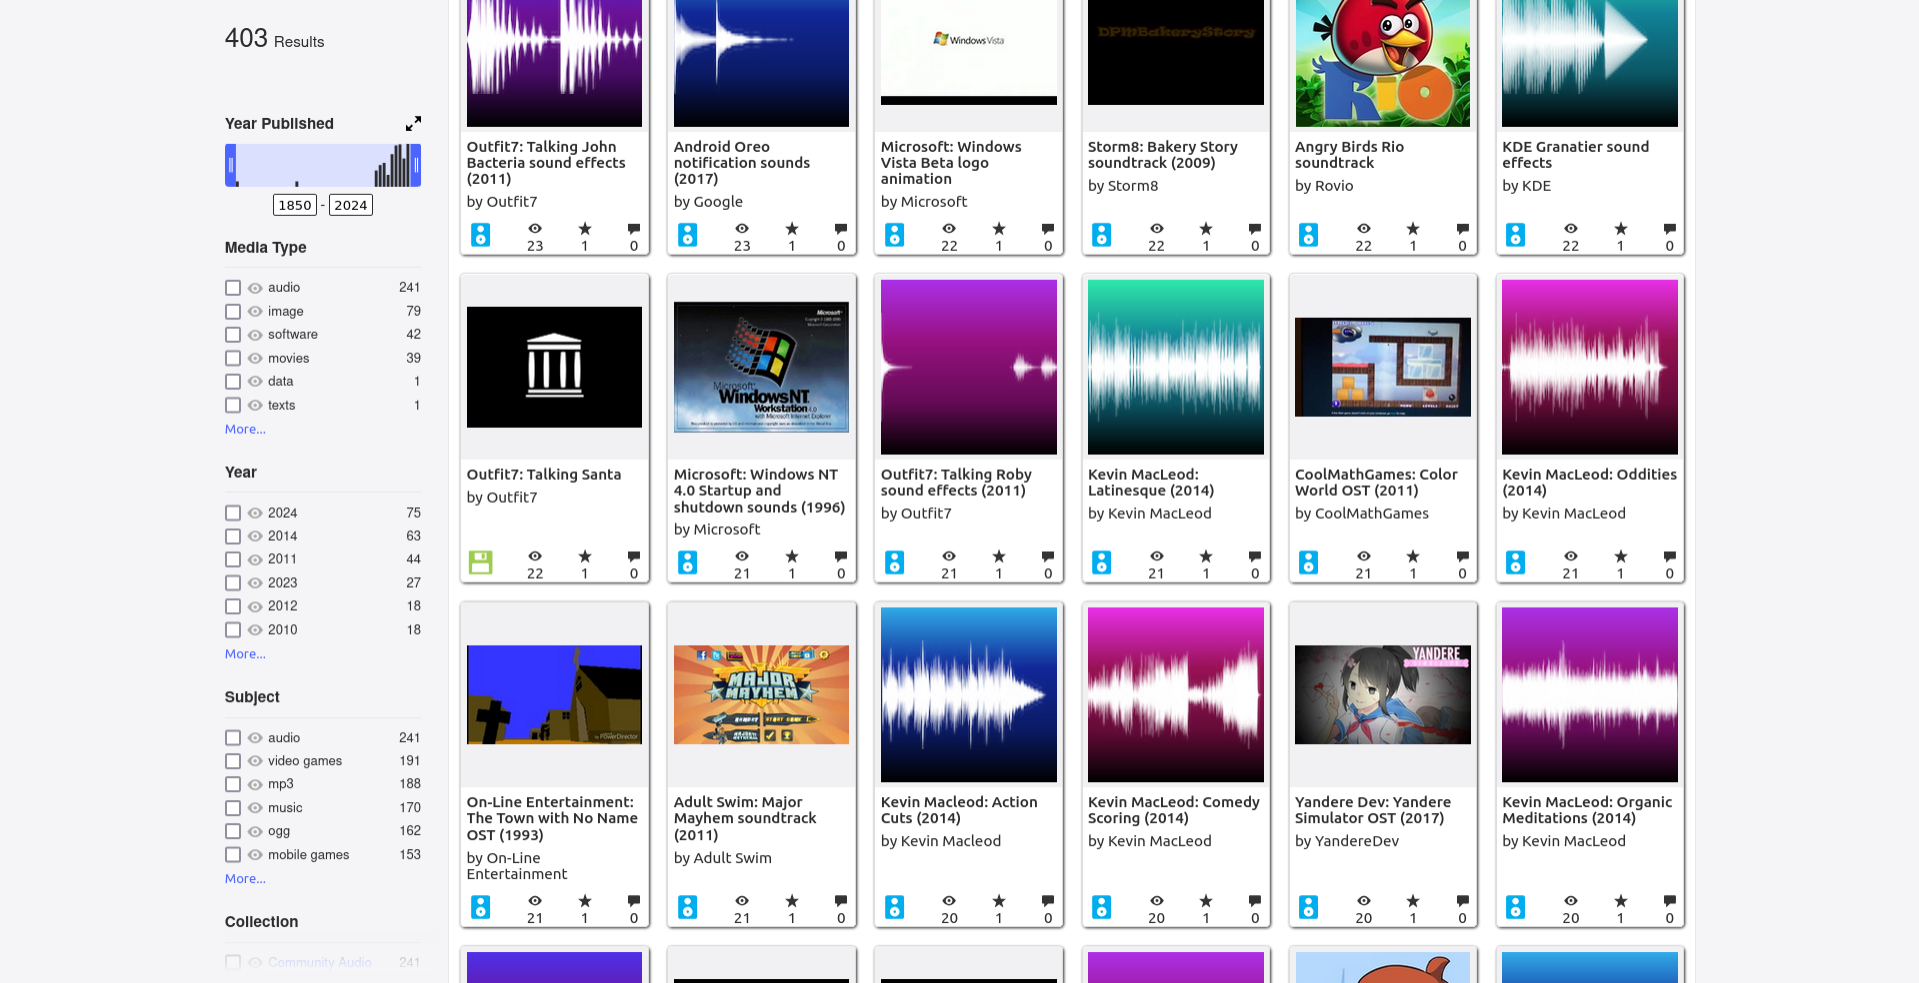 403 Results
Year Published
1850 - 2024
Media Type
audio 241
image 79
software 42
movies 39
data 1
texts 1
More...
Year
2024 75
2014 63
2011 44
2023 27
2012 18
2010 18
More...
Subject
audio 241
video games 191
mp3 188
music 170
ogg 162
mobile games 153
More...
Collection
Community Audio 241
Outfit7: Talking John
Bacteria sound effects
(2011)
by Outfit7
23 1 0
Android Oreo
notification sounds
(2017)
by Google
23 1 0
Windows Vista
Microsoft: Windows
Vista Beta logo
animation
by Microsoft
22 1 0
DPMBakeryStory
Storm8: Bakery Story
soundtrack (2009)
by Storm8
22 1 0
RIO
Angry Birds Rio
soundtrack
by Rovio
22 1 0
KDE Granatier sound
effects
by KDE
22 1 0
Outfit7: Talking Santa
by Outfit7
22 1 0
Microsoft
Microsoft
Windows NT
Workstation 4.0
with Microsoft Internet Explorer
Microsoft: Windows NT
4.0 Startup and
shutdown sounds (1996)
by Microsoft
21 1 0
Outfit7: Talking Roby
sound effects (2011)
by Outfit7
21 1 0
Kevin MacLeod:
Latinesque (2014)
by Kevin MacLeod
21 1 0
CoolMathGames: Color
World OST (2011)
by CoolMathGames
21 1 0
Kevin MacLeod: Oddities
(2014)
by Kevin MacLeod
21 1 0
PowerDirector
On-Line Entertainment:
The Town with No Name
OST (1993)
by On-Line
Entertainment
21 1 0
MAJOR
MAYHEM
Adult Swim: Major
Mayhem soundtrack
(2011)
by Adult Swim
21 1 0
Kevin Macleod: Action
Cuts (2014)
by Kevin Macleod
20 1 0
Kevin MacLeod: Comedy
Scoring (2014)
by Kevin MacLeod
20 1 0
YANDERE
Yandere Dev: Yandere
Simulator OST (2017)
by YandereDev
20 1 0
Kevin MacLeod: Organic
Meditations (2014)
by Kevin MacLeod
20 1 0